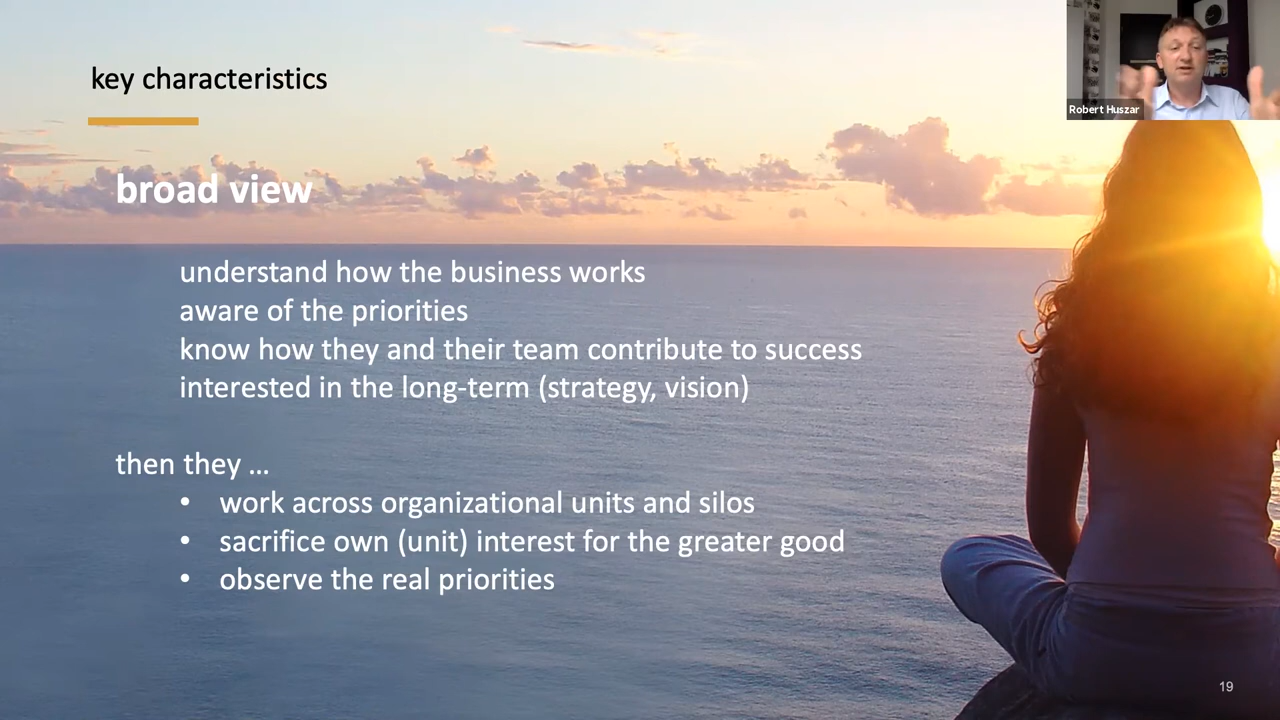 key characteristics
Robert Huszar
broad view
understand how the business works
aware of the priorities
know how they and their team contribute to success
interested in the long-term (strategy, vision)
then they ...
• work across organizational units and silos
• sacrifice own (unit) interest for the greater good
• observe the real priorities
19